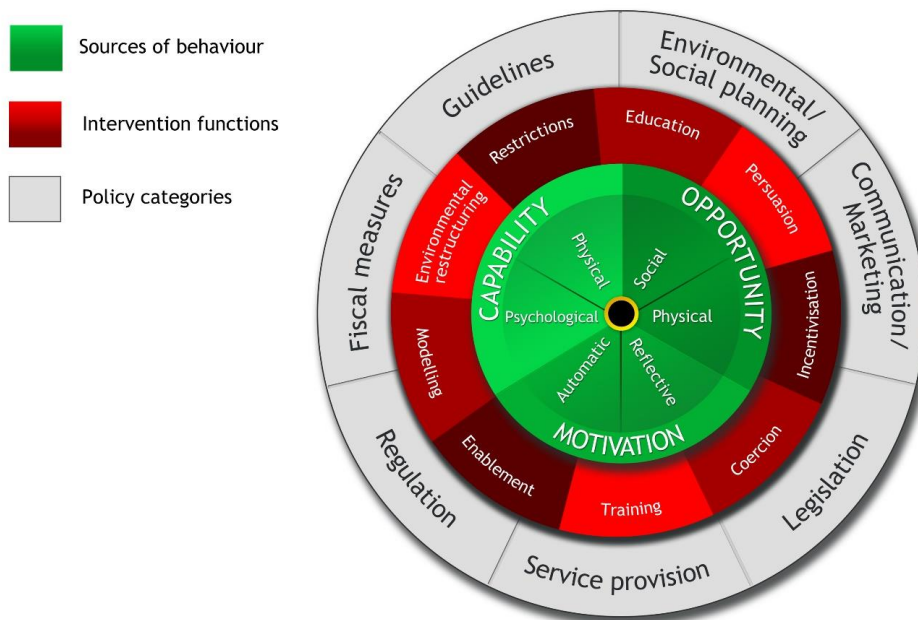 Sources of behaviour
Intervention functions
Policy categories
Guidelines
Environmental/
Social planning
Communication/
Marketing
Legislation
Service provision
Regulation
Fiscal measures
Restrictions
Education
Persuasion
Incentivisation
Coercion
Training
Enablement
Modelling
Environmental
restructuring
CAPABILITY
OPPORTUNITY
MOTIVATION
Physical
Social
Psychological
Physical
Automatic
Reflective